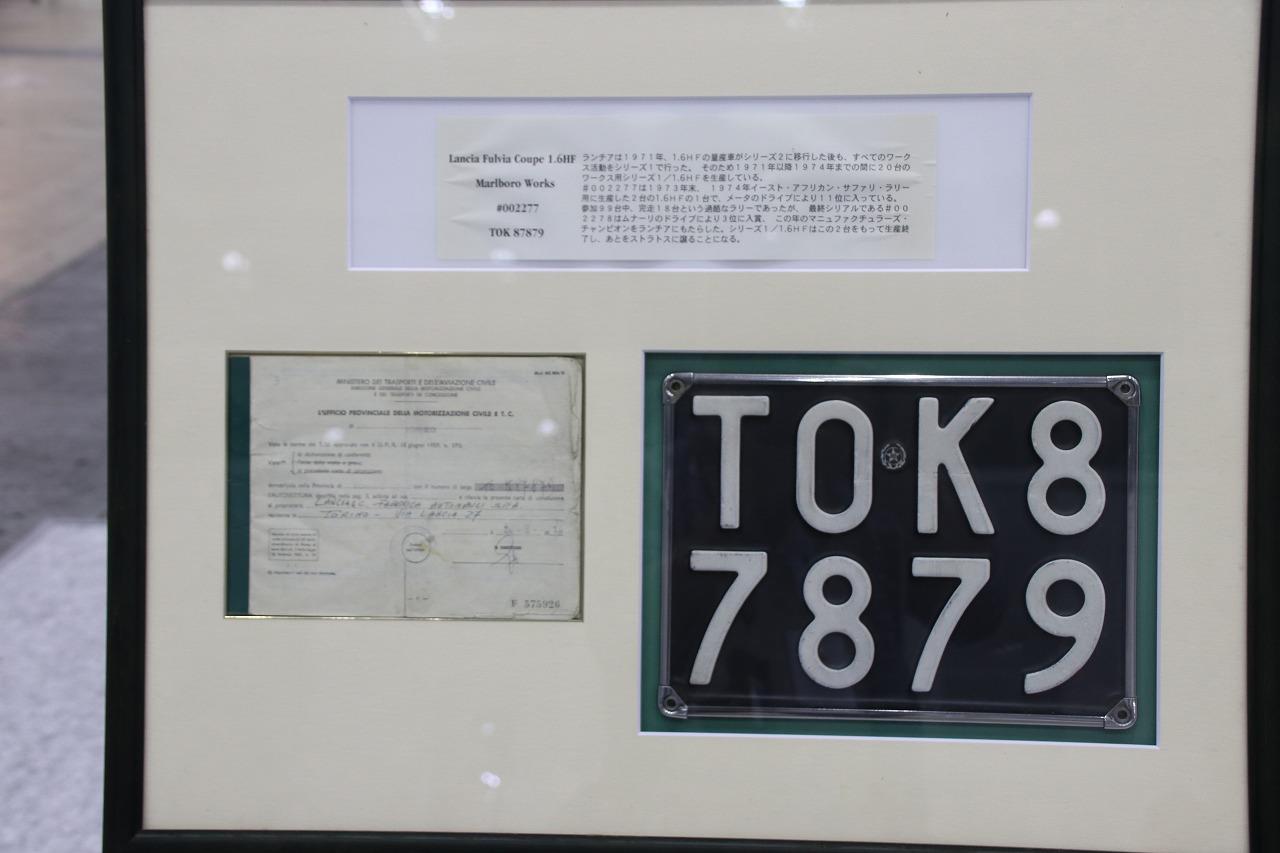 Lancia Fulvia Coupe 1.6HF
Marlboro Works
#002277
TOK 87879
ランチアは1971年、1.6HFの量産車がシリーズ2に移行した後も、すべてのワーク
ス活動をシリーズ1で行った。 そのため1971年以降1974年までの間に20台の
ワークス用シリーズ1/1.6HFを生産している。
#002277は1973年末、 1974年イースト・アフリカン・サファリ・ラリー
用に生産した2台の1.6HFの1台で、メータのドライブにより11位に入っている。
参加99台中、完走18台という過酷なラリーであったが、 最終シリアルである#00
2278はムナーリのドライブにより3位に入賞、 この年のマニュファクチュラーズ・
チャンピオンをランチアにもたらした。シリーズ1/1.6HFはこの2台をもって生産終
了し、あとをストラトスに譲ることになる。
MINISTERO DEI TRASPORTI E DELL'AVIAZIONE CIVILE
DIREZIONE GENERALE DELLA MOTORIZZAZIONE CIVILE
E DEI TRASPORTI IN CONCESSIONE
L'UFFICIO PROVINCIALE DELLA MOTORIZZAZIONE CIVILE E T. C.
TORINO - VIA LANCIA 27
F 575926
TOK8
7879